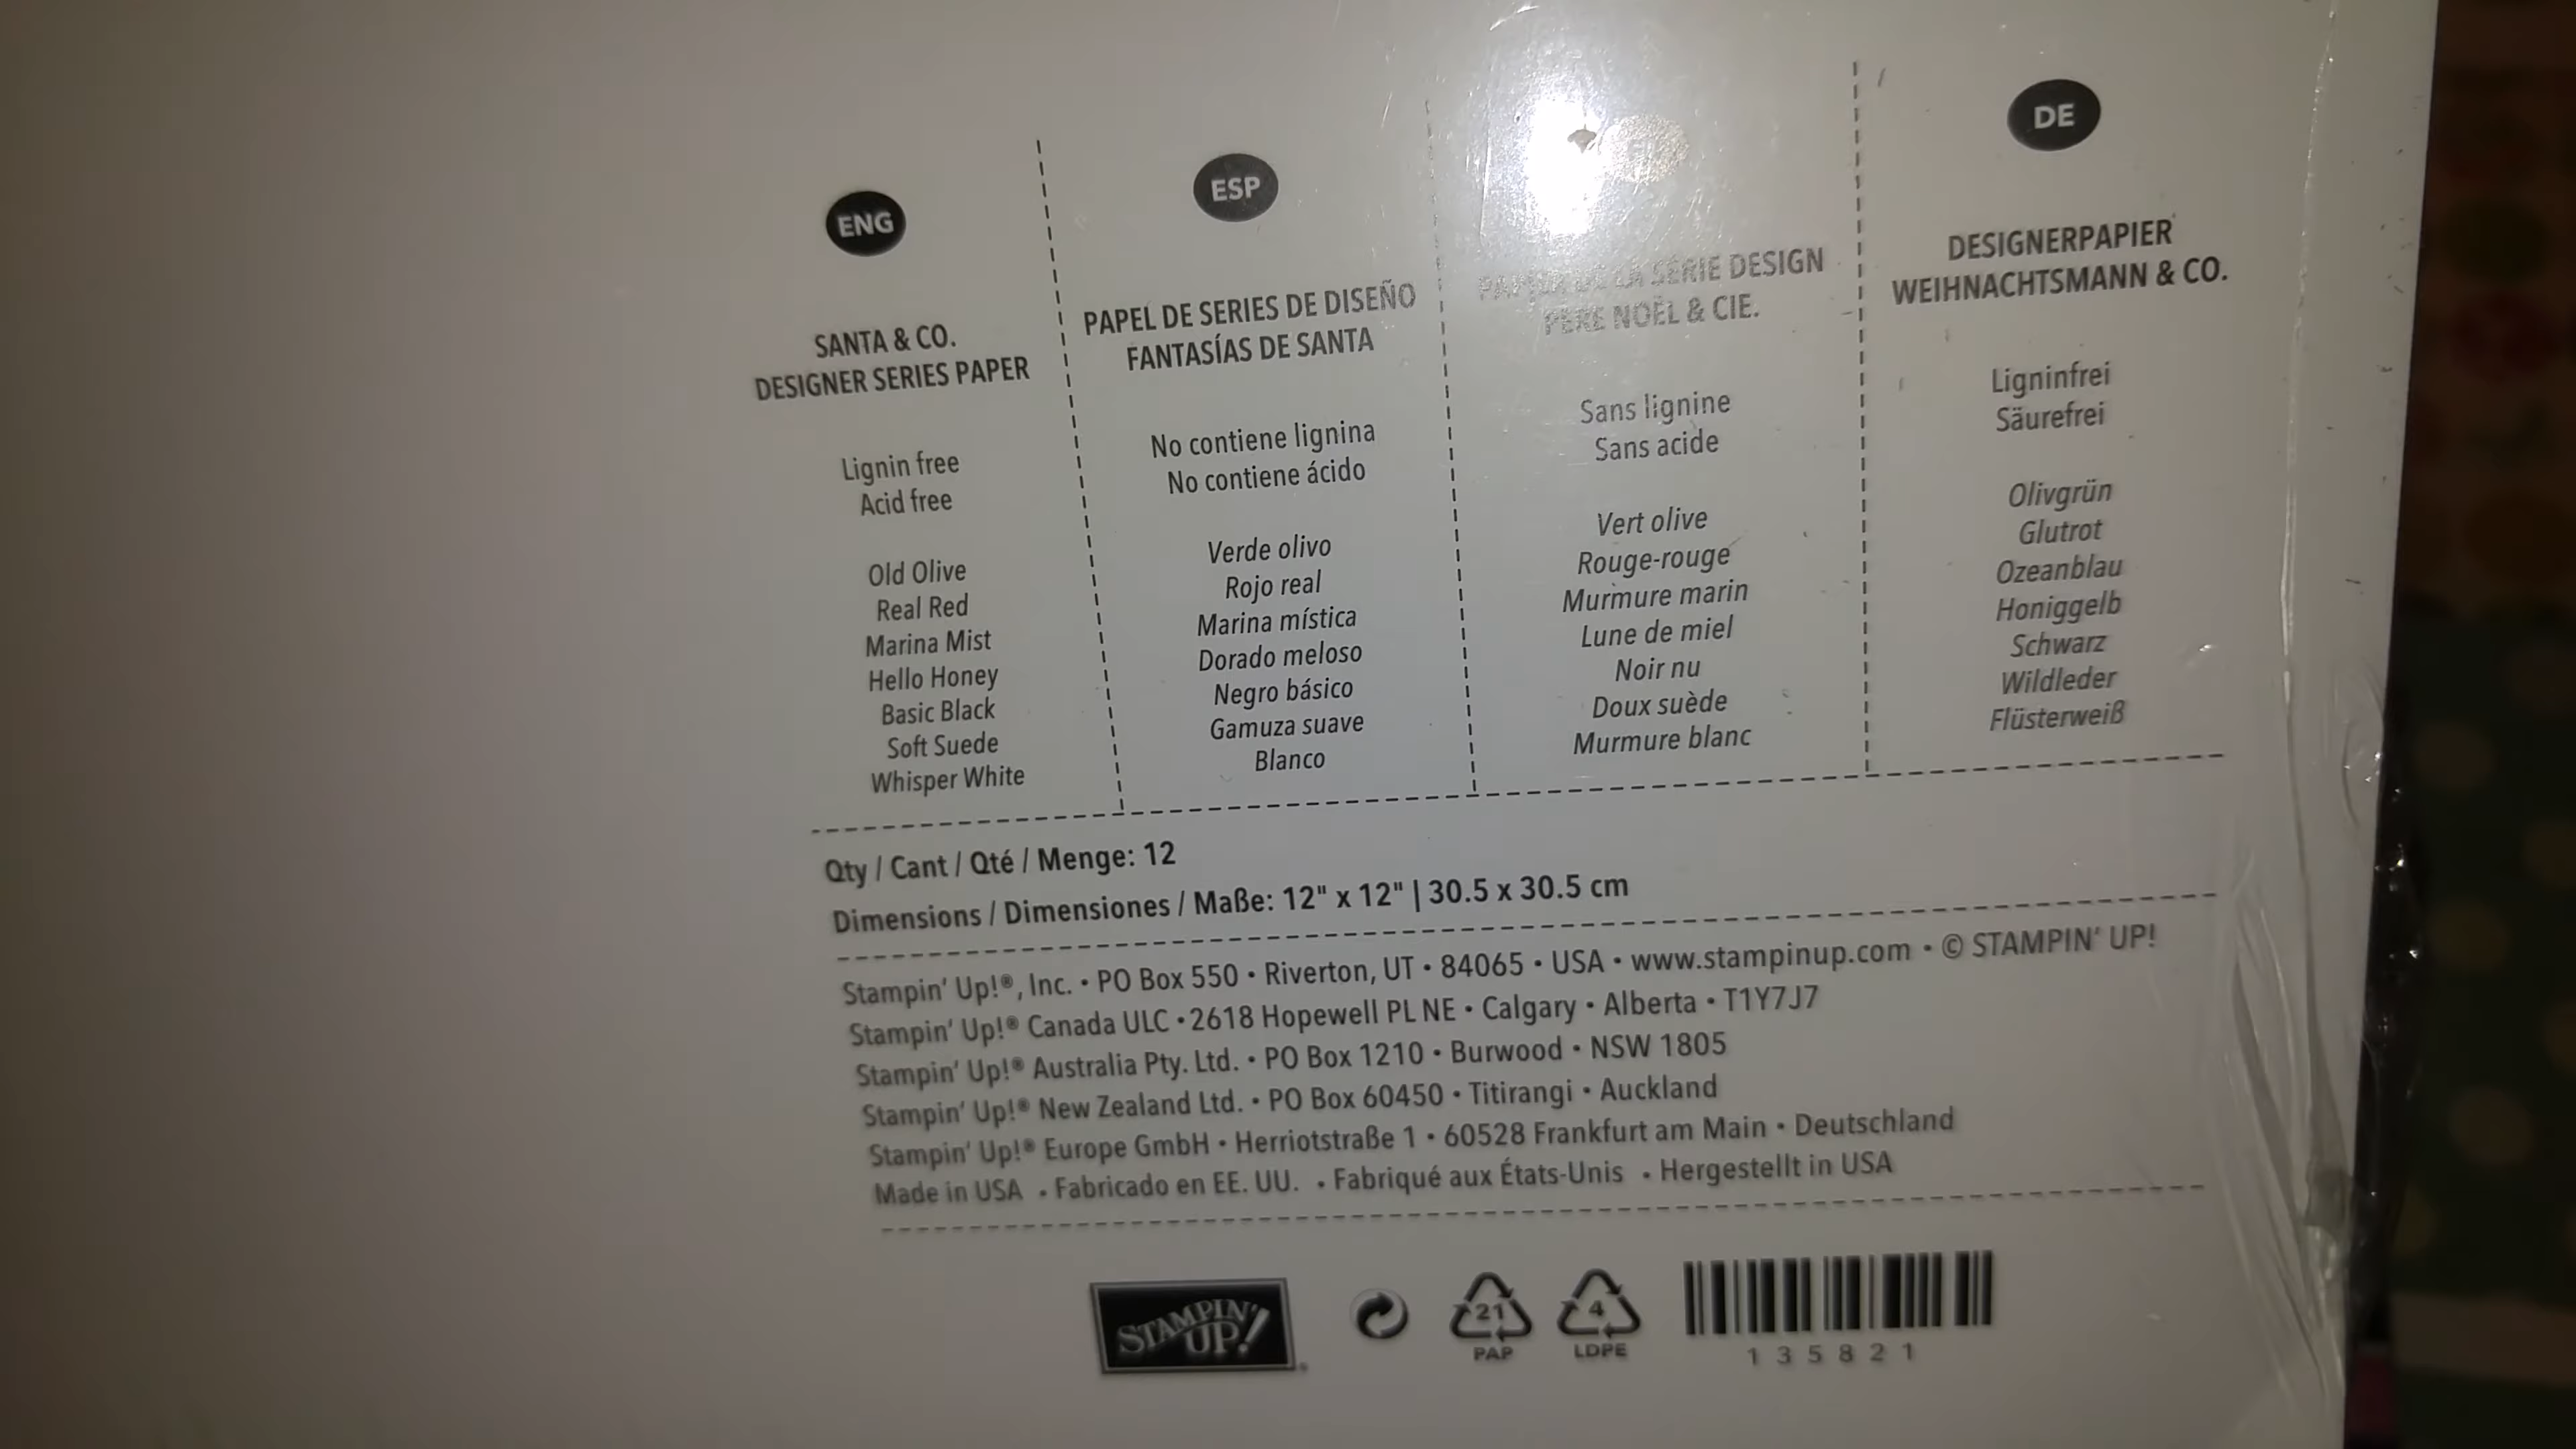 ENG
SANTA & CO.
DESIGNER SERIES PAPER
Lignin free
Acid free
Old Olive
Real Red
Marina Mist
Hello Honey
Basic Black
Soft Suede
Whisper White
ESP
PAPEL DE SERIES DE DISEÑO
FANTASÍAS DE SANTA
No contiene lignina
No contiene ácido
Verde olivo
Rojo real
Marina mística
Dorado meloso
Negro básico
Gamuza suave
Blanco
PAPIER DE LA SÉRIE DESIGN
PÈRE NOËL & CIE.
Sans lignine
Sans acide
Vert olive
Rouge-rouge
Murmure marin
Lune de miel
Noir nu
Doux suède
Murmure blanc
DE
DESIGNERPAPIER
WEIHNACHTSMANN & CO.
Ligninfrei
Säurefrei
Olivgrün
Glutrot
Ozeanblau
Honiggelb
Schwarz
Wildleder
Flüsterweiß
Qty / Cant / Qté / Menge: 12
Dimensions / Dimensiones / Maße: 12" x 12" | 30.5 x 30.5 cm
Stampin' Up!®, Inc. • PO Box 550 • Riverton, UT • 84065 • USA • www.stampinup.com • © STAMPIN' UP!
Stampin' Up!® Canada ULC • 2618 Hopewell PL NE • Calgary • Alberta • T1Y7J7
Stampin' Up!® Australia Pty. Ltd. • PO Box 1210 • Burwood • NSW 1805
Stampin' Up!® New Zealand Ltd. • PO Box 60450 • Titirangi • Auckland
Stampin' Up!® Europe GmbH • Herriotstraße 1 • 60528 Frankfurt am Main • Deutschland
Made in USA • Fabricado en EE. UU. • Fabriqué aux États-Unis • Hergestellt in USA
STAMPIN' UP!®
21
PAP
4
LDPE
135821